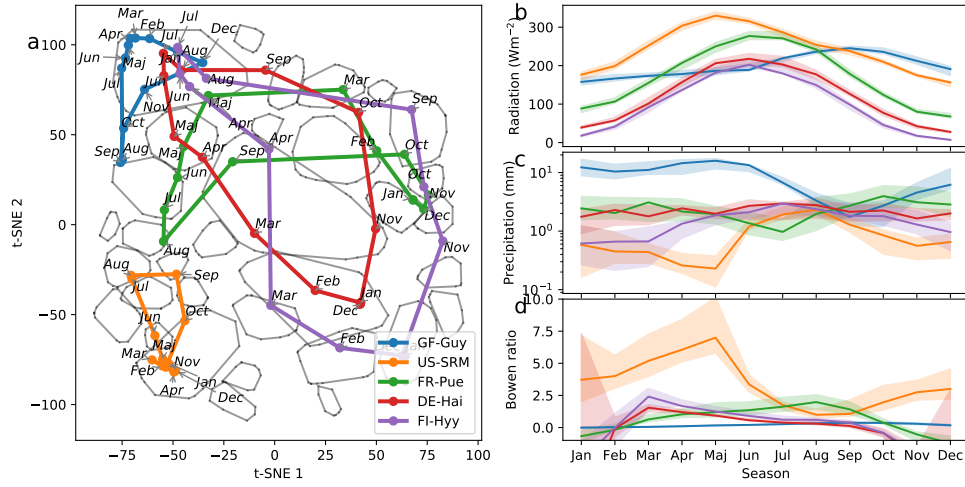 a
t-SNE 2
100
50
0
−50
−100
Mar
Feb
Jul
Jul
Dec
Apr
Jun
Maj
Aug
Sep
Jul
Jun
Aug
Mar
Nov
Jun
Maj
Oct
Sep
Oct
Apr
Apr
Sep
Aug
Maj
Apr
Sep
Feb
Oct
Jun
Oct
Jul
Jan
Nov
Mar
Nov
Dec
Aug
Nov
Aug
Sep
Jul
Feb
Jan
Mar
Dec
Oct
Jun
Maj
Feb
Mar
Nov
Feb
Jan
Apr
Dec
GF-Guy
US-SRM
FR-Pue
DE-Hai
FI-Hyy
−75
−50
−25
0
25
50
75
100
t-SNE 1
b
Radiation (Wm⁻²)
300
200
100
0
c
Precipitation (mm)
10¹
10⁰
10⁻¹
d
Bowen ratio
10.0
7.5
5.0
2.5
0.0
Jan Feb Mar Apr Maj Jun Jul Aug Sep Oct Nov Dec
Season